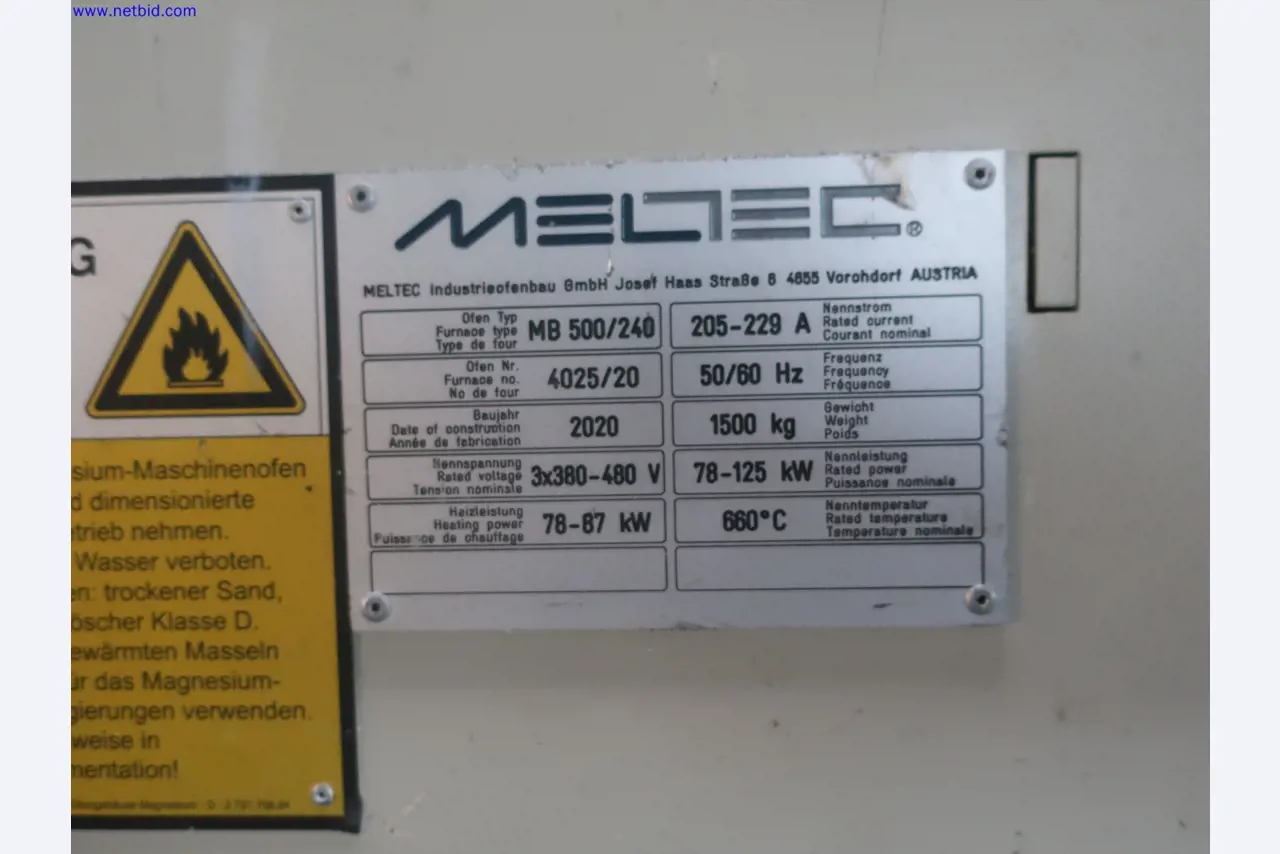 www.netbid.com
MELTEC®
MELTEC Industrieofenbau GmbH Josef Haas Straße 6 4655 Vorchdorf AUSTRIA
Ofen Typ
Furnace type
Type de four
MB 500/240
205-229 A
Nennstrom
Rated current
Courant nominal
Ofen Nr.
Furnace no.
No de four
4025/20
50/60 Hz
Frequenz
Frequency
Fréquence
Baujahr
Date of construction
Année de fabrication
2020
1500 kg
Gewicht
Weight
Poids
Nennspannung
Rated voltage
Tension nominale
3x380-480 V
78-125 kW
Nennleistung
Rated power
Puissance nominale
Heizleistung
Heating power
Puissance de chauffage
78-87 kW
660°C
Nenntemperatur
Rated temperature
Temperature nominale
G
sium-Maschinenofen
d dimensionierte
trieb nehmen.
Wasser verboten.
en: trockener Sand,
öscher Klasse D.
ewärmten Masseln
ür das Magnesium-
gierungen verwenden.
weise in
mentation!